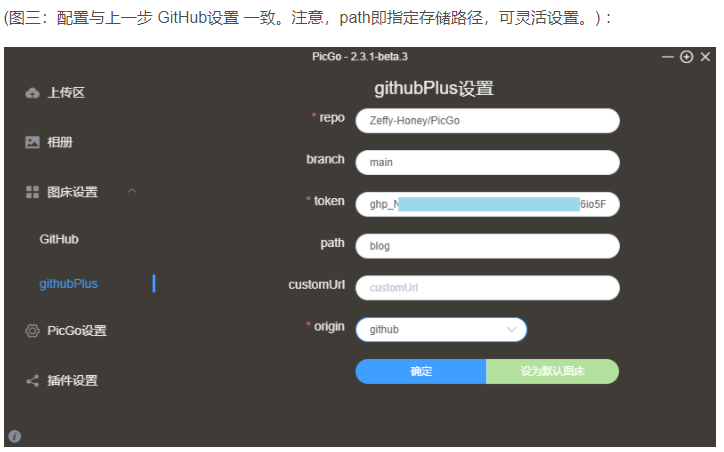 (图三：配置与上一步 GitHub设置 一致。注意，path即指定存储路径，可灵活设置。)：
PicGo - 2.3.1-beta.3
上传区
相册
图床设置
GitHub
githubPlus
PicGo设置
插件设置
githubPlus设置
* repo Zeffy-Honey/PicGo
branch main
* token ghp_N 6io5F
path blog
customUrl customUrl
* origin github
确定 设为默认图床